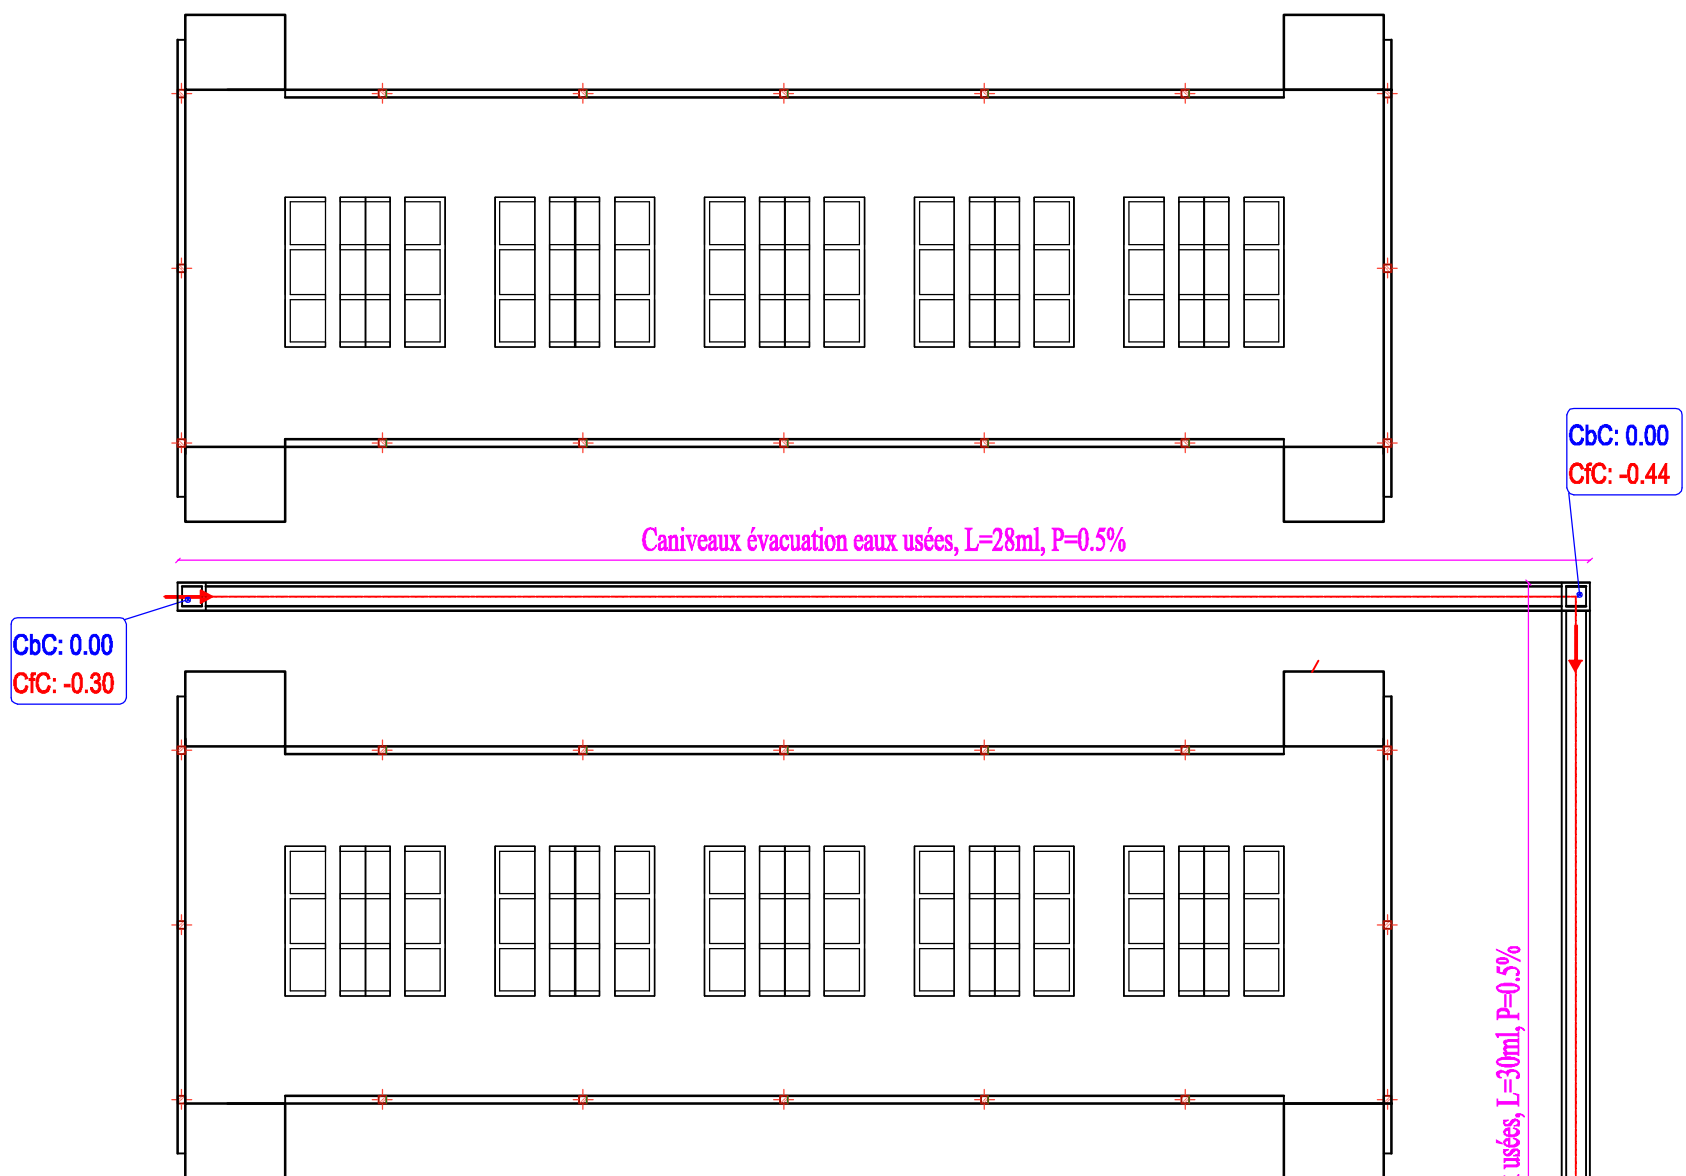 CbC: 0.00
CfC: -0.44
Caniveaux évacuation eaux usées, L=28ml, P=0.5%
CbC: 0.00
CfC: -0.30
usées, L=30ml, P=0.5%